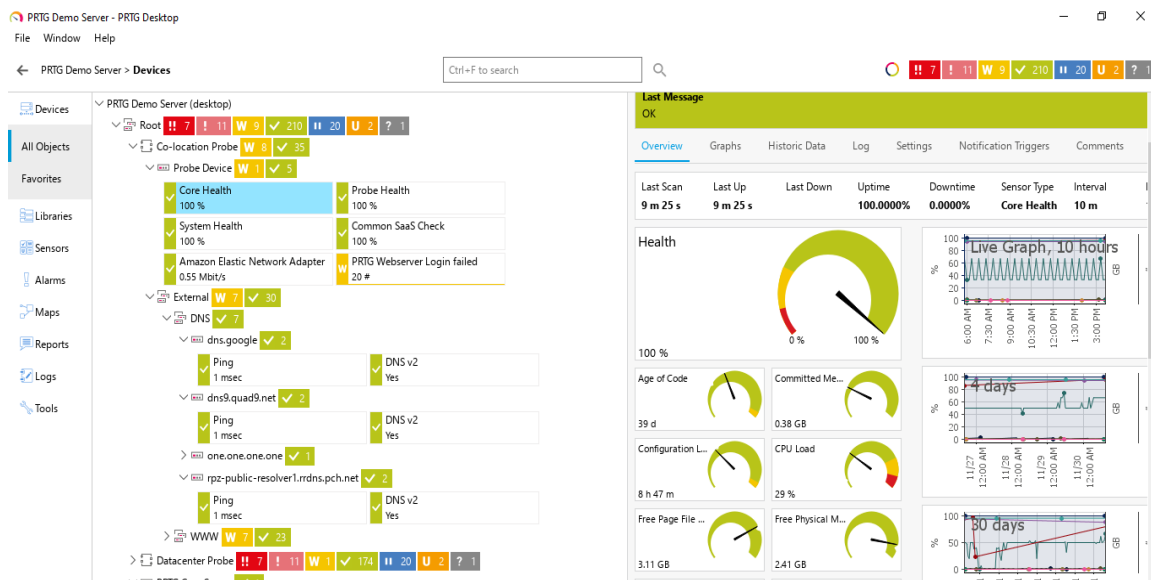 PRTG Demo Server - PRTG Desktop
File Window Help
PRTG Demo Server > Devices
Ctrl+F to search
!! 7 ! 11 W 9 210 20 U 2 ? 1
Devices
All Objects
Favorites
Libraries
Sensors
Alarms
Maps
Reports
Logs
Tools
PRTG Demo Server (desktop)
Root !! 7 ! 11 W 9 210 20 U 2 ? 1
Co-location Probe W 8 35
Probe Device W 1 5
Core Health
100 %
Probe Health
100 %
System Health
100 %
Common SaaS Check
100 %
Amazon Elastic Network Adapter
0.55 Mbit/s
W PRTG Webserver Login failed
20 #
External W 7 30
DNS 7
dns.google 2
Ping
1 msec
DNS v2
Yes
dns9.quad9.net 2
Ping
1 msec
DNS v2
Yes
one.one.one.one 1
rpz-public-resolver1.rrdns.pch.net 2
Ping
1 msec
DNS v2
Yes
WWW W 7 23
Datacenter Probe !! 7 ! 11 W 1 174 20 U 2 ? 1
Last Message
OK
Overview Graphs Historic Data Log Settings Notification Triggers Comments
Last Scan Last Up Last Down Uptime Downtime Sensor Type Interval
9 m 25 s 9 m 25 s 100.0000% 0.0000% Core Health 10 m
Health
0 % 100 %
100 %
Age of Code
39 d
Committed Me...
0.38 GB
Configuration L...
8 h 47 m
CPU Load
29 %
Free Page File ...
3.11 GB
Free Physical M...
2.41 GB
Live Graph, 10 hours
100
80
60
40
20
0
%
GB
6:00 AM
7:30 AM
9:00 AM
10:30 AM
12:00 PM
1:30 PM
3:00 PM
4 days
100
80
60
40
20
0
%
GB
11/27
12:00 AM
11/28
12:00 AM
11/29
12:00 AM
11/30
12:00 AM
30 days
100
80
60
40
20
0
%
GB